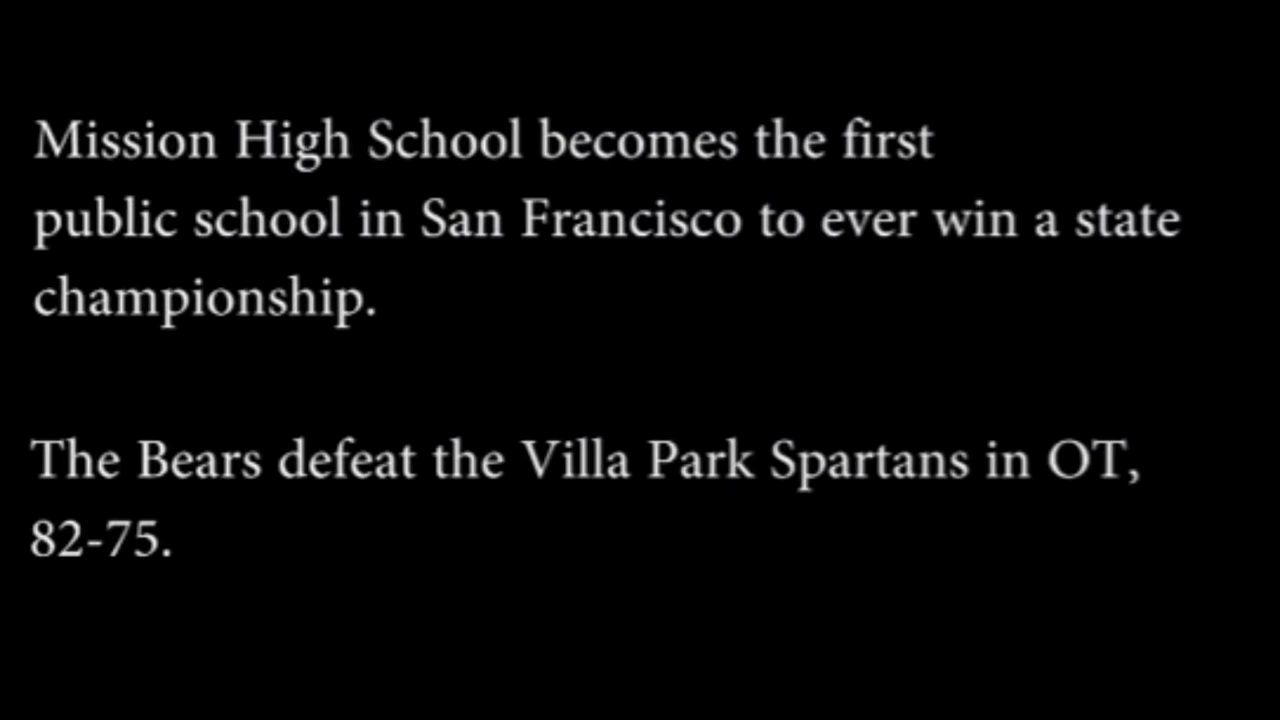 Mission High School becomes the first
public school in San Francisco to ever win a state
championship.
The Bears defeat the Villa Park Spartans in OT,
82-75.